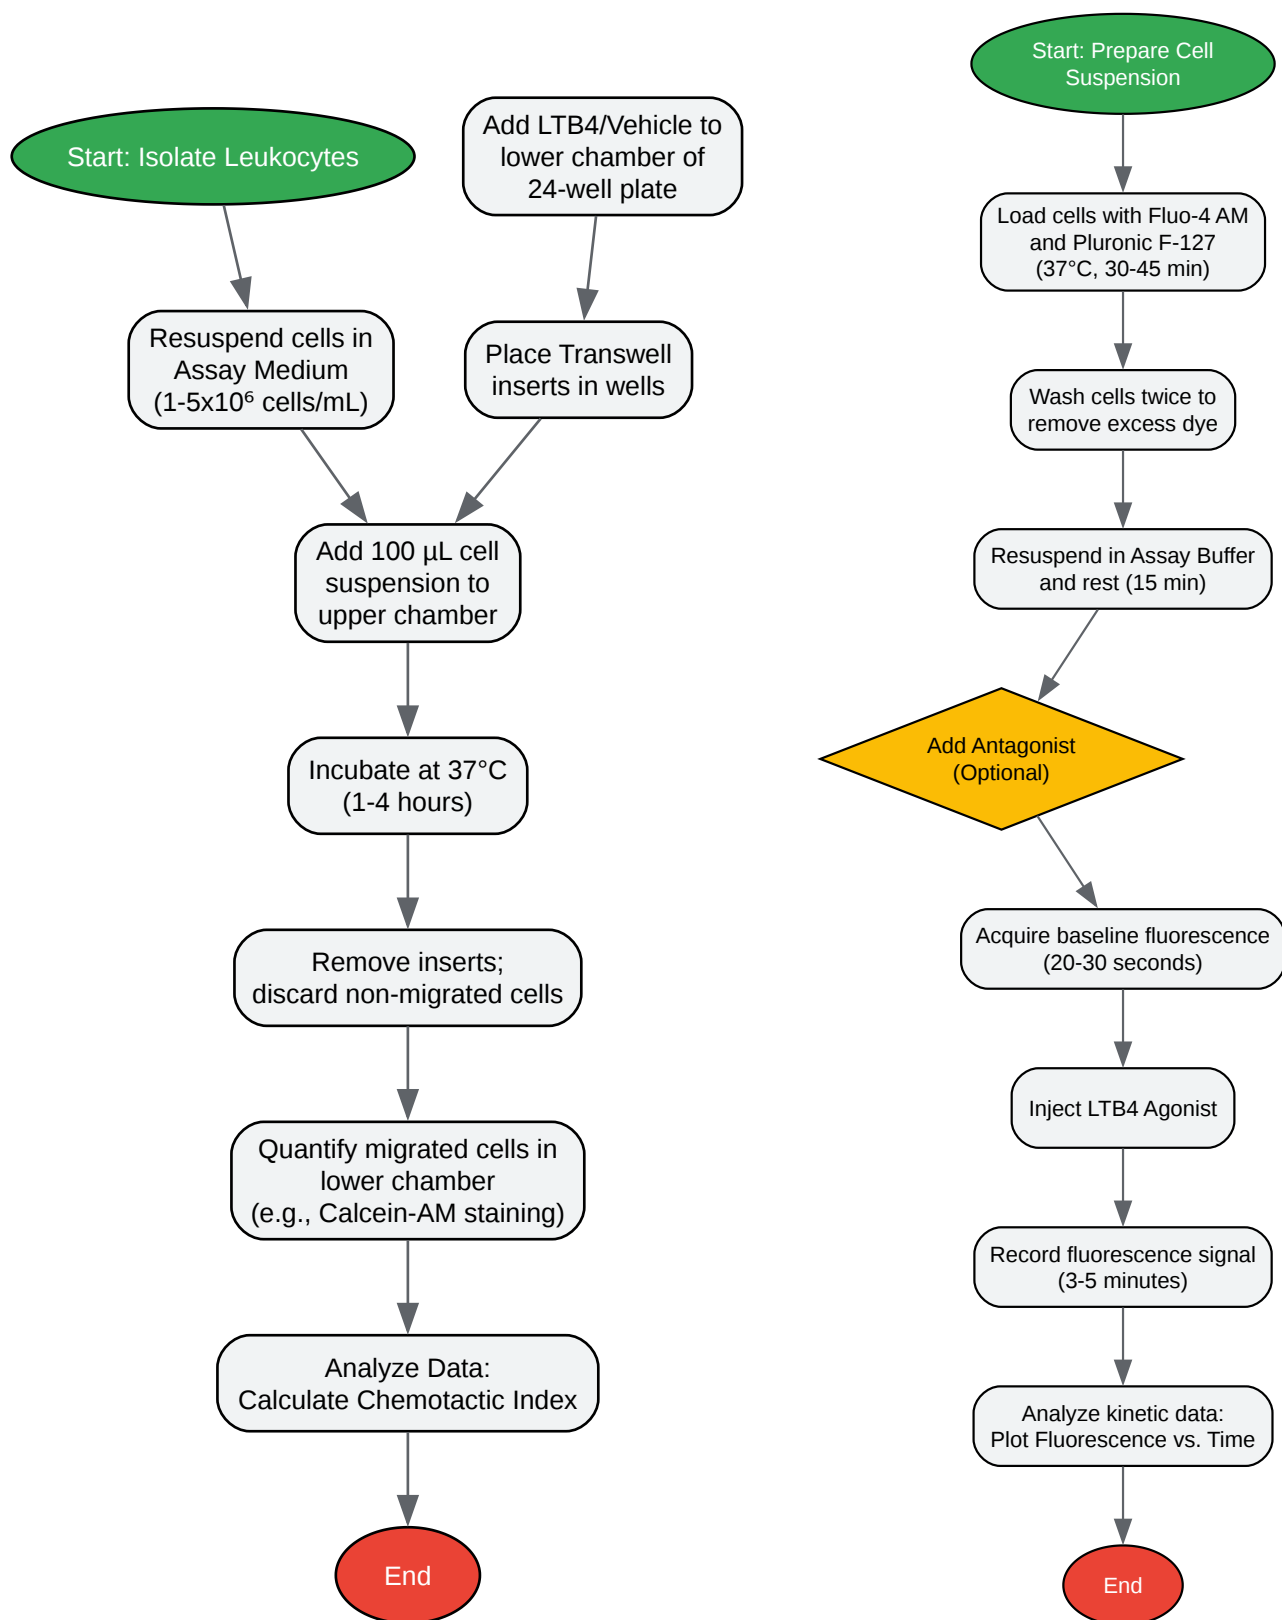 Start: Isolate Leukocytes
Add LTB4/Vehicle to
lower chamber of
24-well plate
Resuspend cells in
Assay Medium
(1-5x10⁶ cells/mL)
Place Transwell
inserts in wells
Add 100 µL cell
suspension to
upper chamber
Incubate at 37°C
(1-4 hours)
Remove inserts;
discard non-migrated cells
Quantify migrated cells in
lower chamber
(e.g., Calcein-AM staining)
Analyze Data:
Calculate Chemotactic Index
End
Start: Prepare Cell
Suspension
Load cells with Fluo-4 AM
and Pluronic F-127
(37°C, 30-45 min)
Wash cells twice to
remove excess dye
Resuspend in Assay Buffer
and rest (15 min)
Add Antagonist
(Optional)
Acquire baseline fluorescence
(20-30 seconds)
Inject LTB4 Agonist
Record fluorescence signal
(3-5 minutes)
Analyze kinetic data:
Plot Fluorescence vs. Time
End